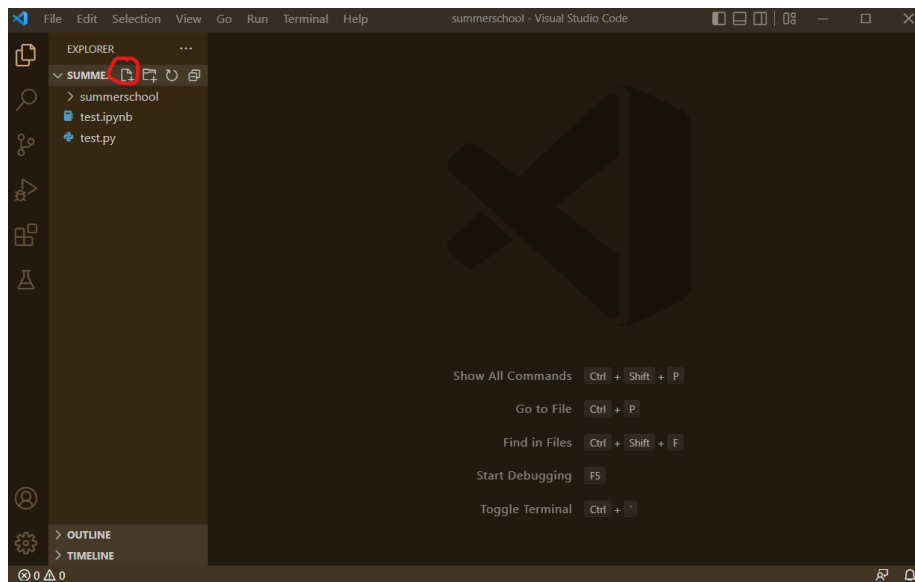 File Edit Selection View Go Run Terminal Help
summerschool - Visual Studio Code
EXPLORER
SUMME.
summerschool
test.ipynb
test.py
Show All Commands Ctrl + Shift + P
Go to File Ctrl + P
Find in Files Ctrl + Shift + F
Start Debugging F5
Toggle Terminal Ctrl + `
OUTLINE
TIMELINE
0 0